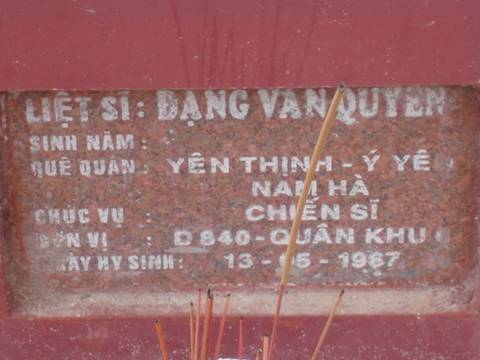 LIỆT SĨ: ĐẶNG VĂN QUYỀN
SINH NĂM :
QUÊ QUÁN : YÊN THỊNH - Ý YÊN
NAM HÀ
CHỨC VỤ : CHIẾN SĨ
ĐƠN VỊ : D 840 - QUÂN KHU
NGÀY HY SINH : 13 - 05 - 1967